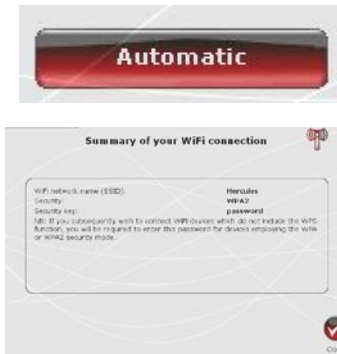 Automatic
Summary of your WiFi connection
WiFi network name (SSID): Hercules
Security: WPA2
Security key: password
NB: If you subsequently wish to connect WiFi devices which do not include the WPS
function, you will be required to enter this password for devices employing the WPA
or WPA2 security mode.